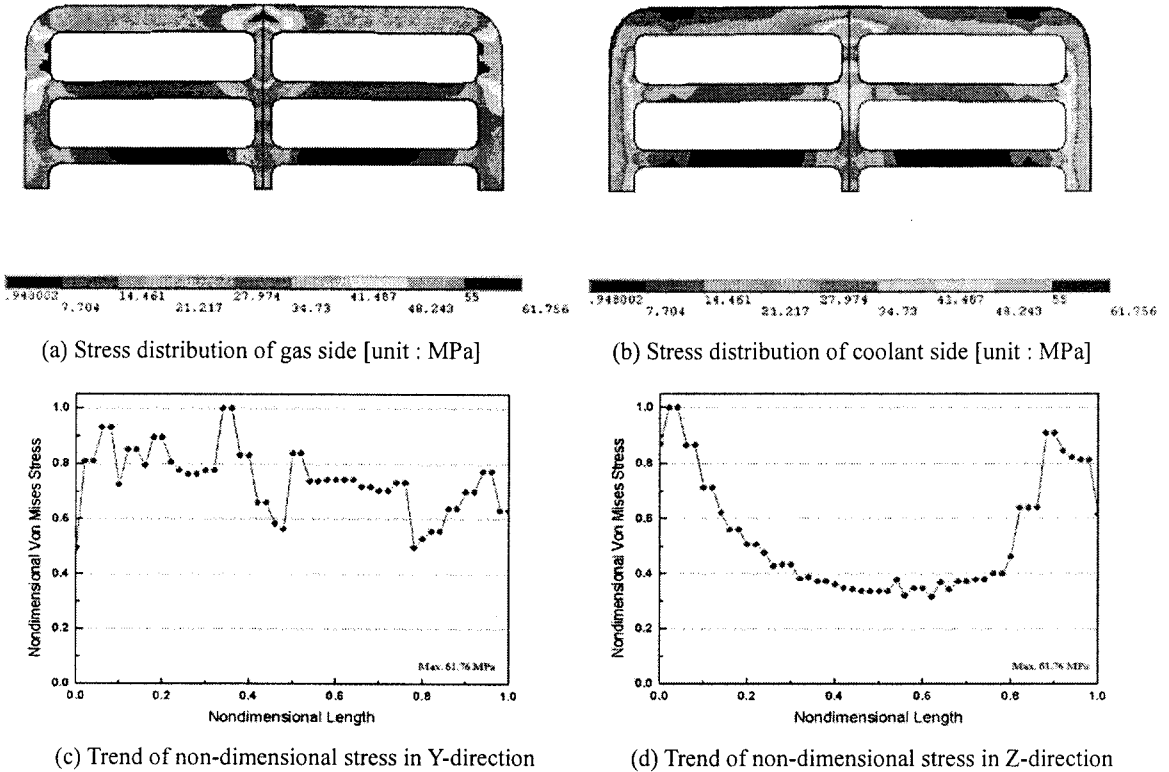 .948002 14.461 27.974 41.487 55
7.704 21.217 34.73 48.243 61.756
(a) Stress distribution of gas side [unit : MPa]
.948002 14.461 27.974 41.487 55
7.704 21.217 34.73 48.243 61.756
(b) Stress distribution of coolant side [unit : MPa]
Nondimensional Von Mises Stress
1.0
0.8
0.6
0.4
0.2
0.0
Max. 61.76 MPa
0.0 0.2 0.4 0.6 0.8 1.0
Nondimensional Length
(c) Trend of non-dimensional stress in Y-direction
Nondimensional Von Mises Stress
1.0
0.8
0.6
0.4
0.2
0.0
Max. 61.76 MPa
0.0 0.2 0.4 0.6 0.8 1.0
Nondimensional Length
(d) Trend of non-dimensional stress in Z-direction